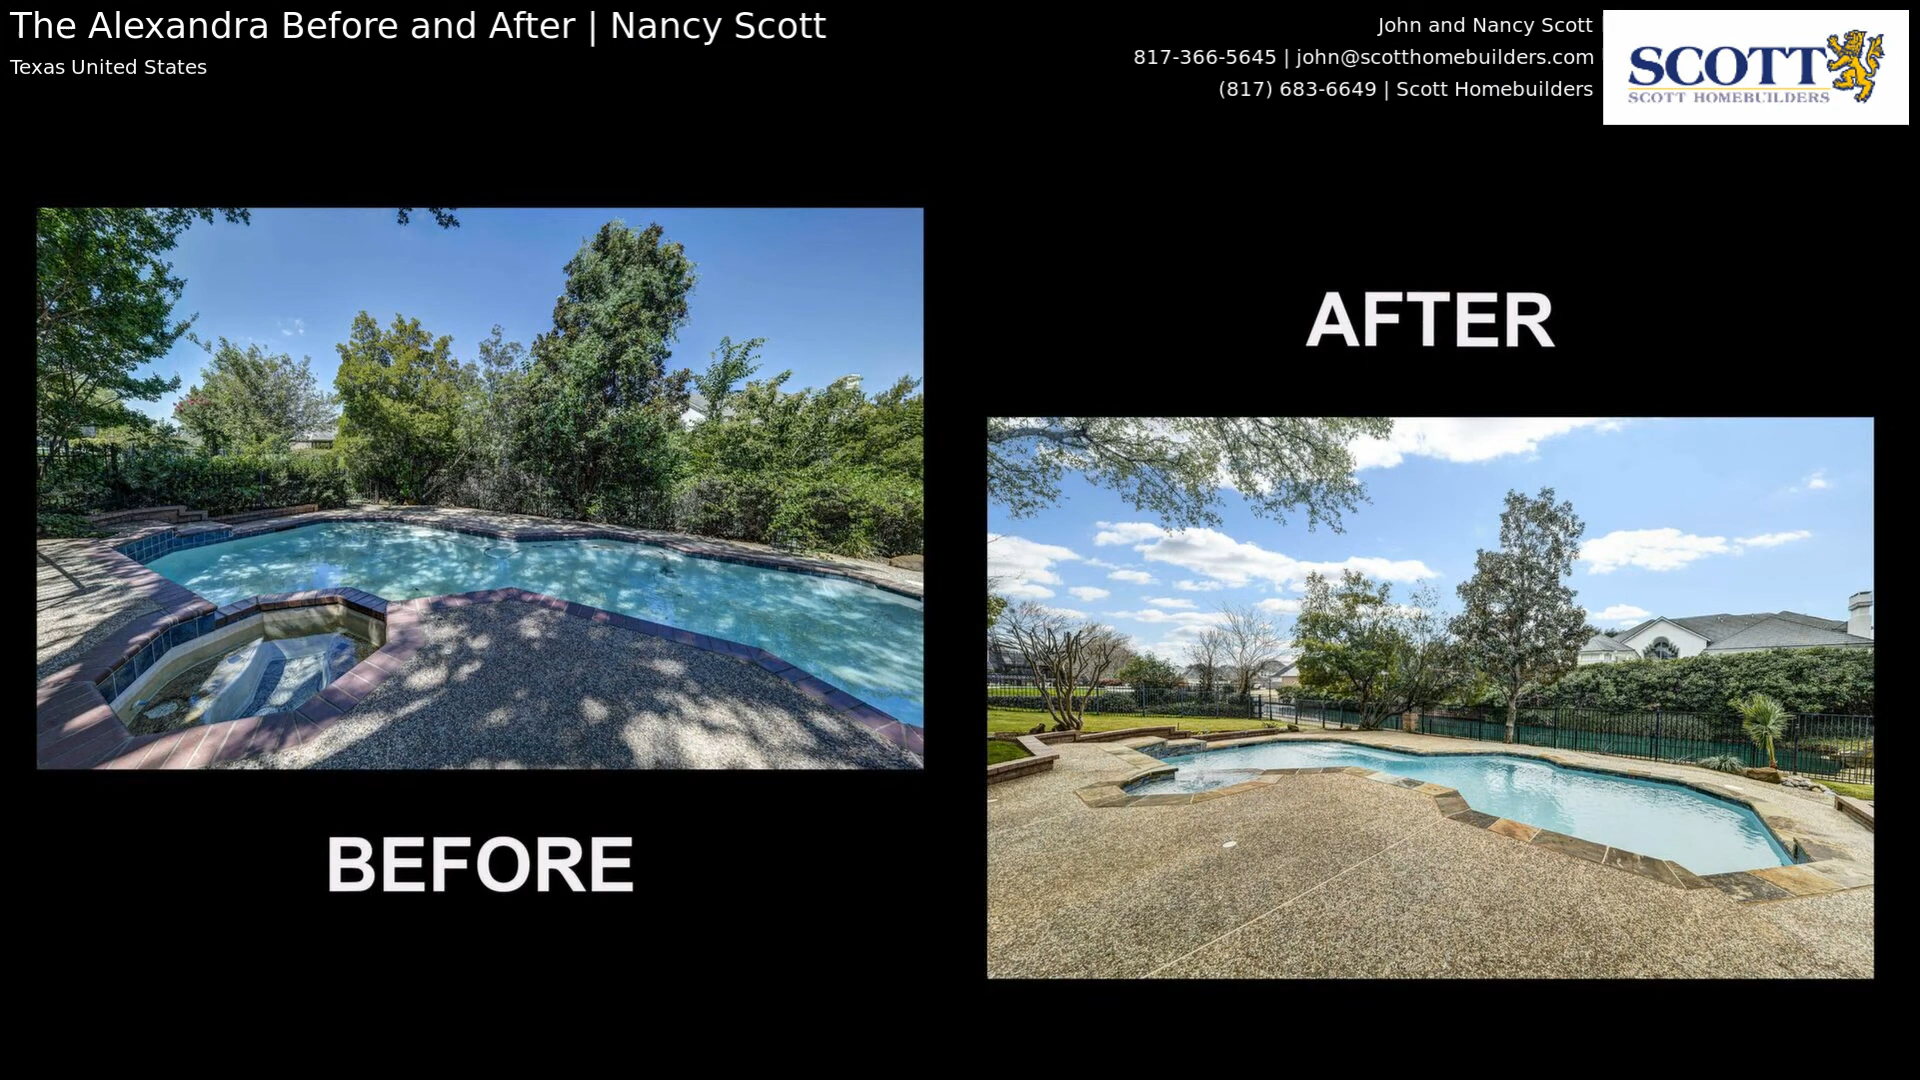 The Alexandra Before and After | Nancy Scott
Texas United States
John and Nancy Scott
817-366-5645 | john@scotthomebuilders.com
(817) 683-6649 | Scott Homebuilders
SCOTT
SCOTT HOMEBUILDERS
AFTER
BEFORE